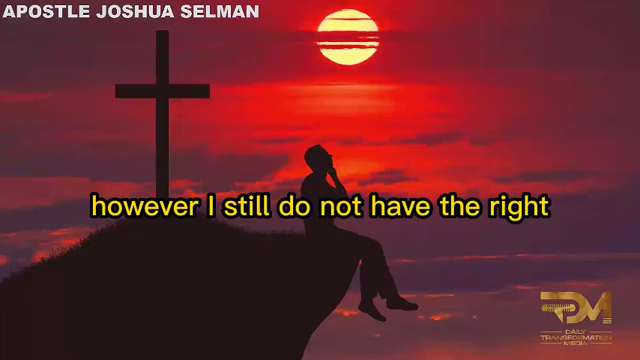 APOSTLE JOSHUA SELMAN
however I still do not have the right
DAILY
TRANSFORMATION
MEDIA